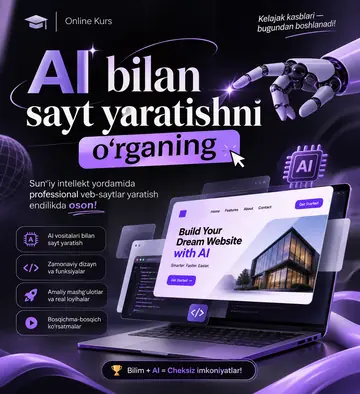 Online Kurs
Kelajak kasblari —
bugundan boshlanadi!
AI bilan
sayt yaratishni
o'rganing
Sun'iy intellekt yordamida
professional veb-saytlar yaratish
endilikda oson!
AI vositalari bilan
sayt yaratish
Zamonaviy dizayn
va funksiyalar
Amaliy mashg'ulotlar
va real loyihalar
Bosqichma-bosqich
ko'rsatmalar
AI
Home Features About Contact
Get Started
Build Your
Dream Website
with AI
Smarter. Faster. Easier.
Get Started →
</>
Bilim + AI = Cheksiz imkoniyatlar!